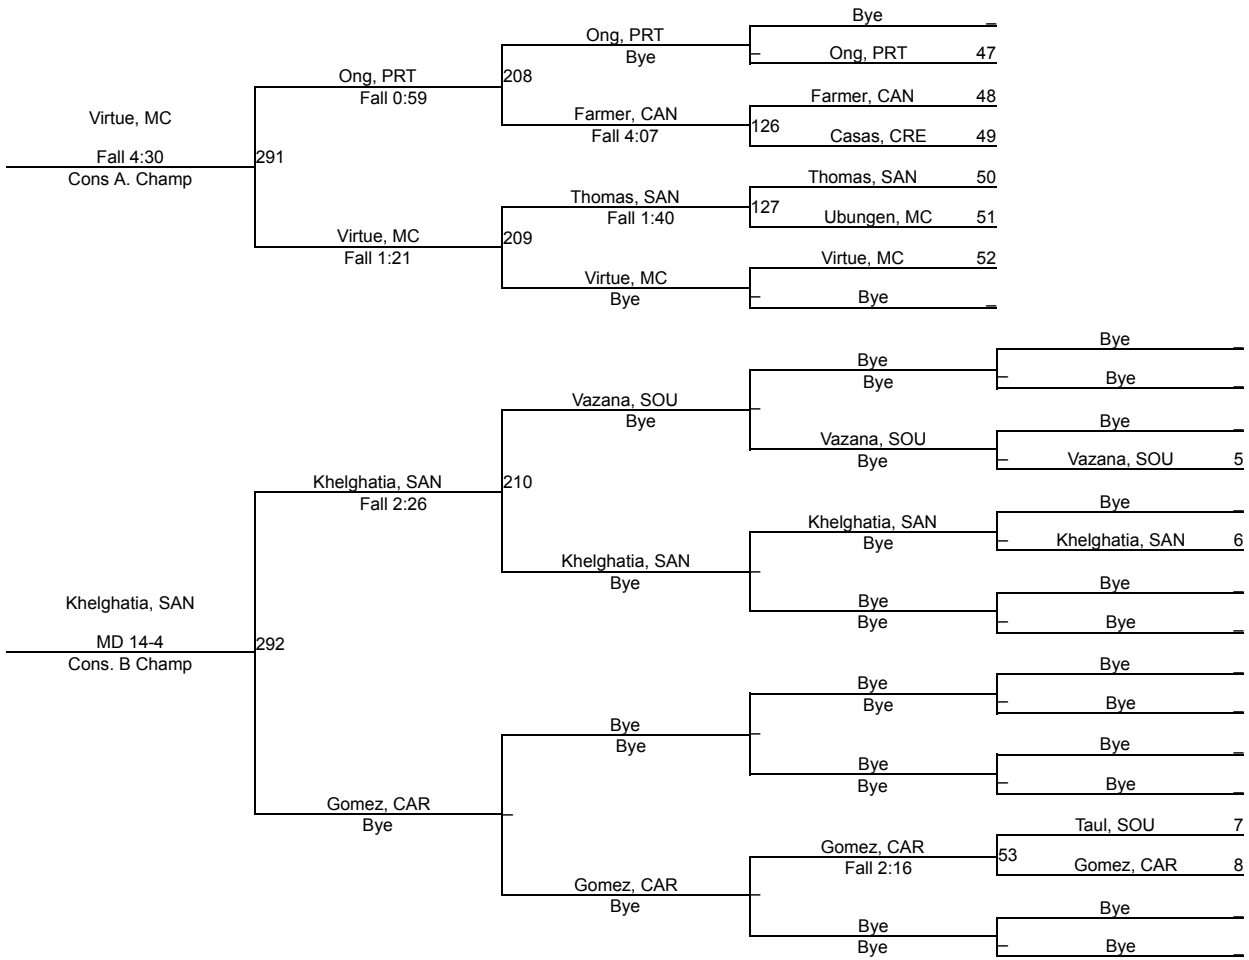 Bye _
Ong, PRT
Bye
_
Ong, PRT 47
Ong, PRT
Fall 0:59
208
Farmer, CAN 48
Farmer, CAN
Fall 4:07
126
Casas, CRE 49
Virtue, MC
Fall 4:30
Cons A. Champ
291
Thomas, SAN 50
Thomas, SAN
Fall 1:40
127
Ubungen, MC 51
Virtue, MC
Fall 1:21
209
Virtue, MC 52
Virtue, MC
Bye
_
Bye _
Bye _
Bye
Bye
_
Bye _
Vazana, SOU
Bye
_
Bye _
Vazana, SOU
Bye
_
Vazana, SOU 5
Khelghatia, SAN
Fall 2:26
210
Bye _
Khelghatia, SAN
Bye
_
Khelghatia, SAN 6
Khelghatia, SAN
Bye
_
Bye _
Bye
Bye
_
Bye _
Khelghatia, SAN
MD 14-4
Cons. B Champ
292
Bye _
Bye
Bye
_
Bye _
Bye
Bye
_
Bye _
Bye
Bye
_
Bye _
Gomez, CAR
Bye
_
Taul, SOU 7
Gomez, CAR
Fall 2:16
53
Gomez, CAR 8
Gomez, CAR
Bye
_
Bye _
Bye
Bye
_
Bye _